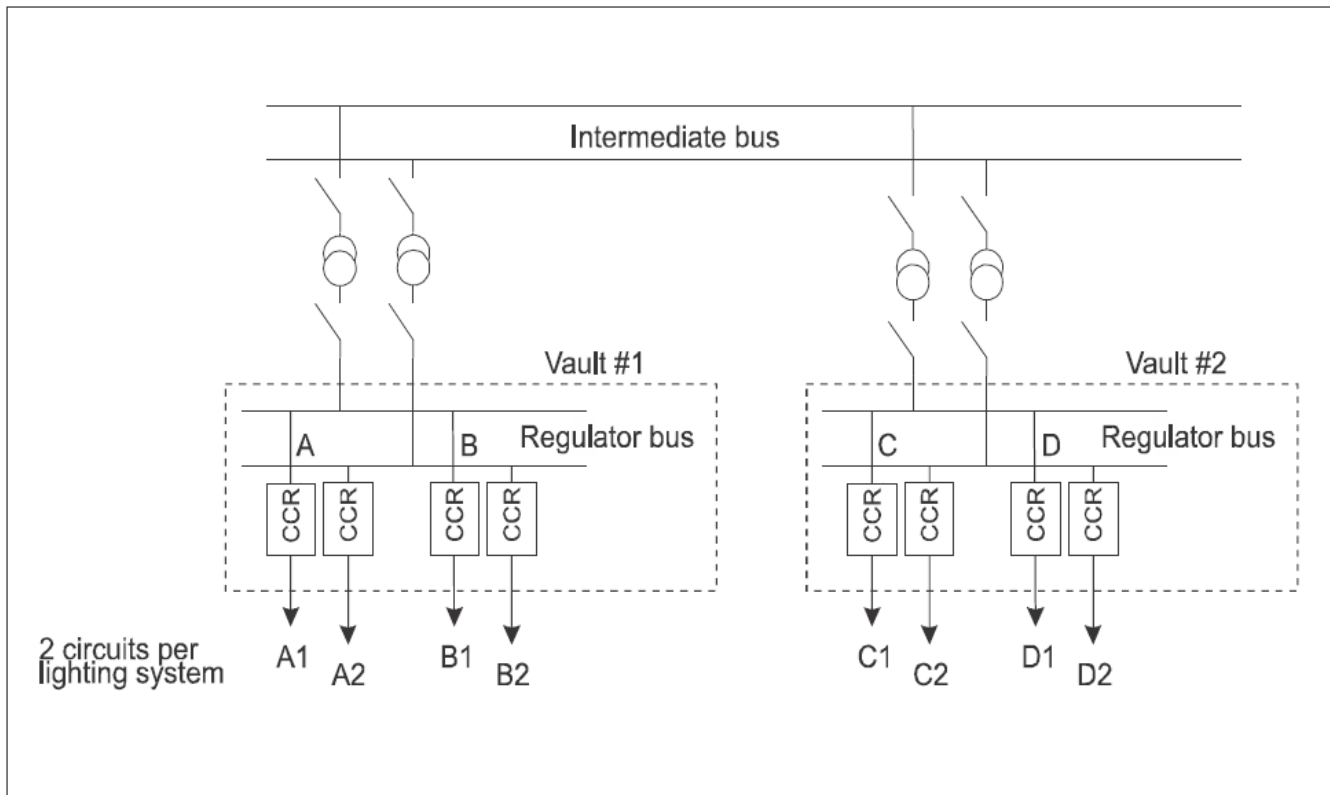 Intermediate bus
Vault #1
Vault #2
A
B
Regulator bus
C
D
Regulator bus
CCR
CCR
CCR
CCR
CCR
CCR
CCR
CCR
2 circuits per
lighting system
A1
A2
B1
B2
C1
C2
D1
D2